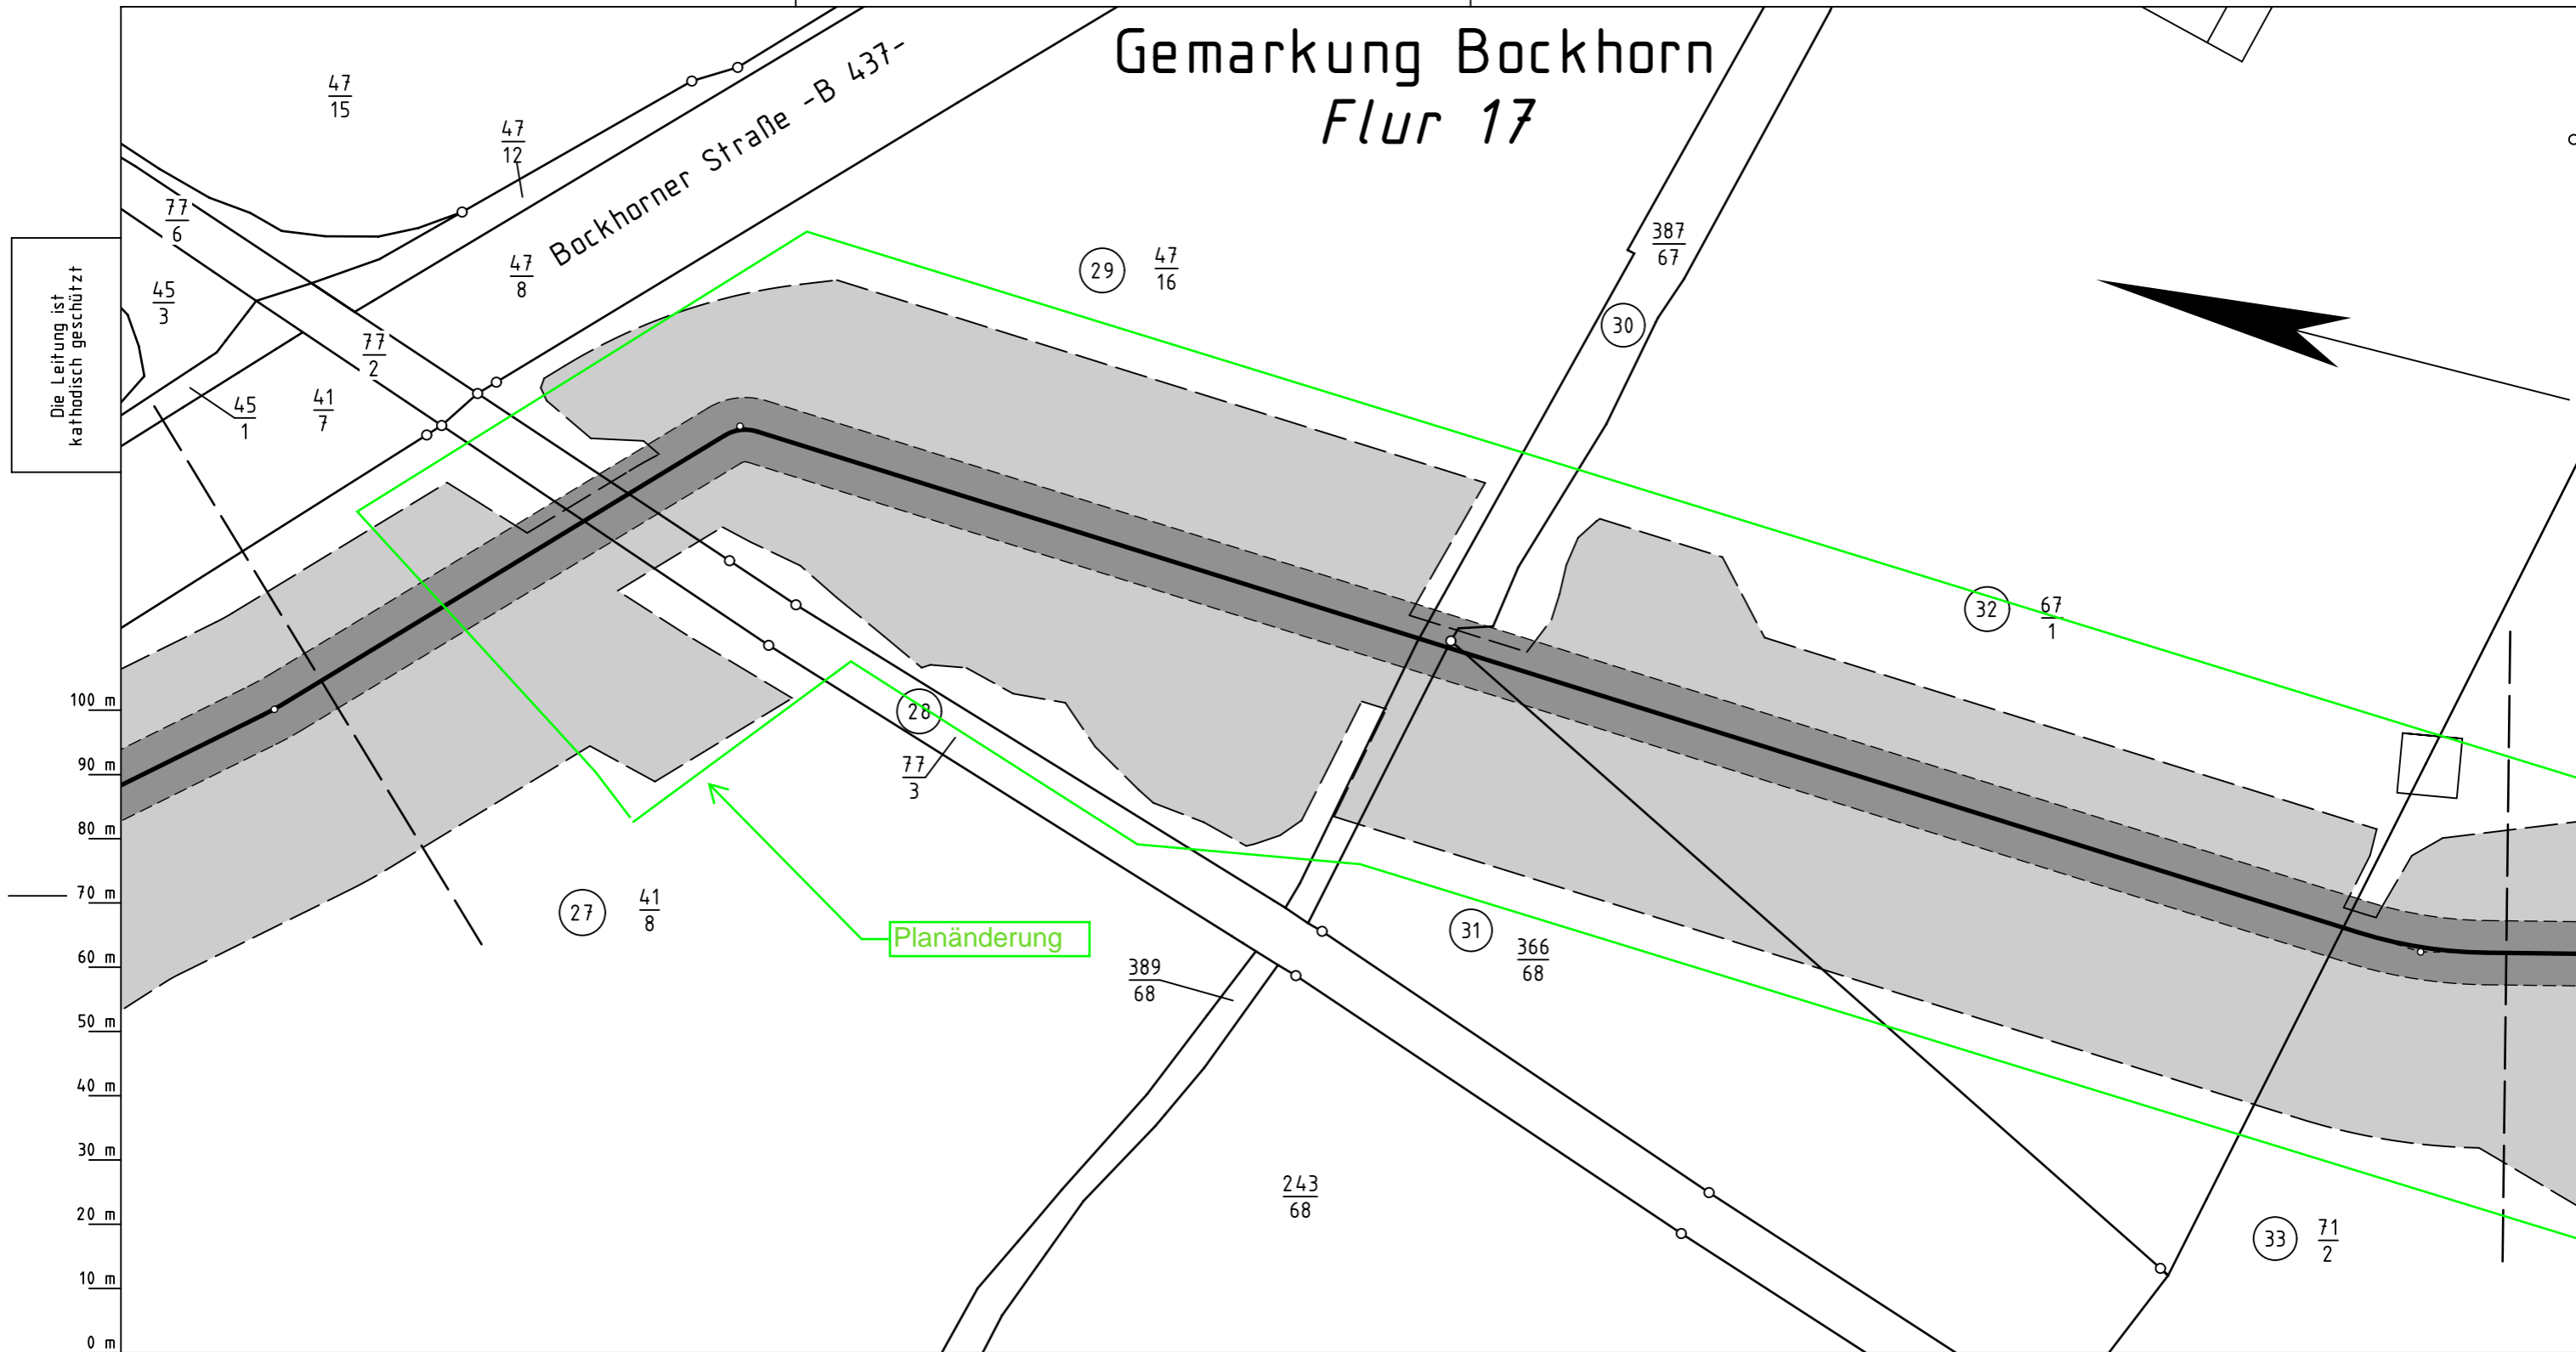 Gemarkung Bockhorn
Flur 17
47
15
47
12
Bockhorner Straße -B 437-
77
6
47
8
29
47
16
387
67
30
Die Leitung ist
kathodisch geschützt
45
3
77
2
45
1
41
7
32
67
1
28
77
3
27
41
8
Planänderung
31
366
68
389
68
243
68
33
71
2
100 m
90 m
80 m
70 m
60 m
50 m
40 m
30 m
20 m
10 m
0 m